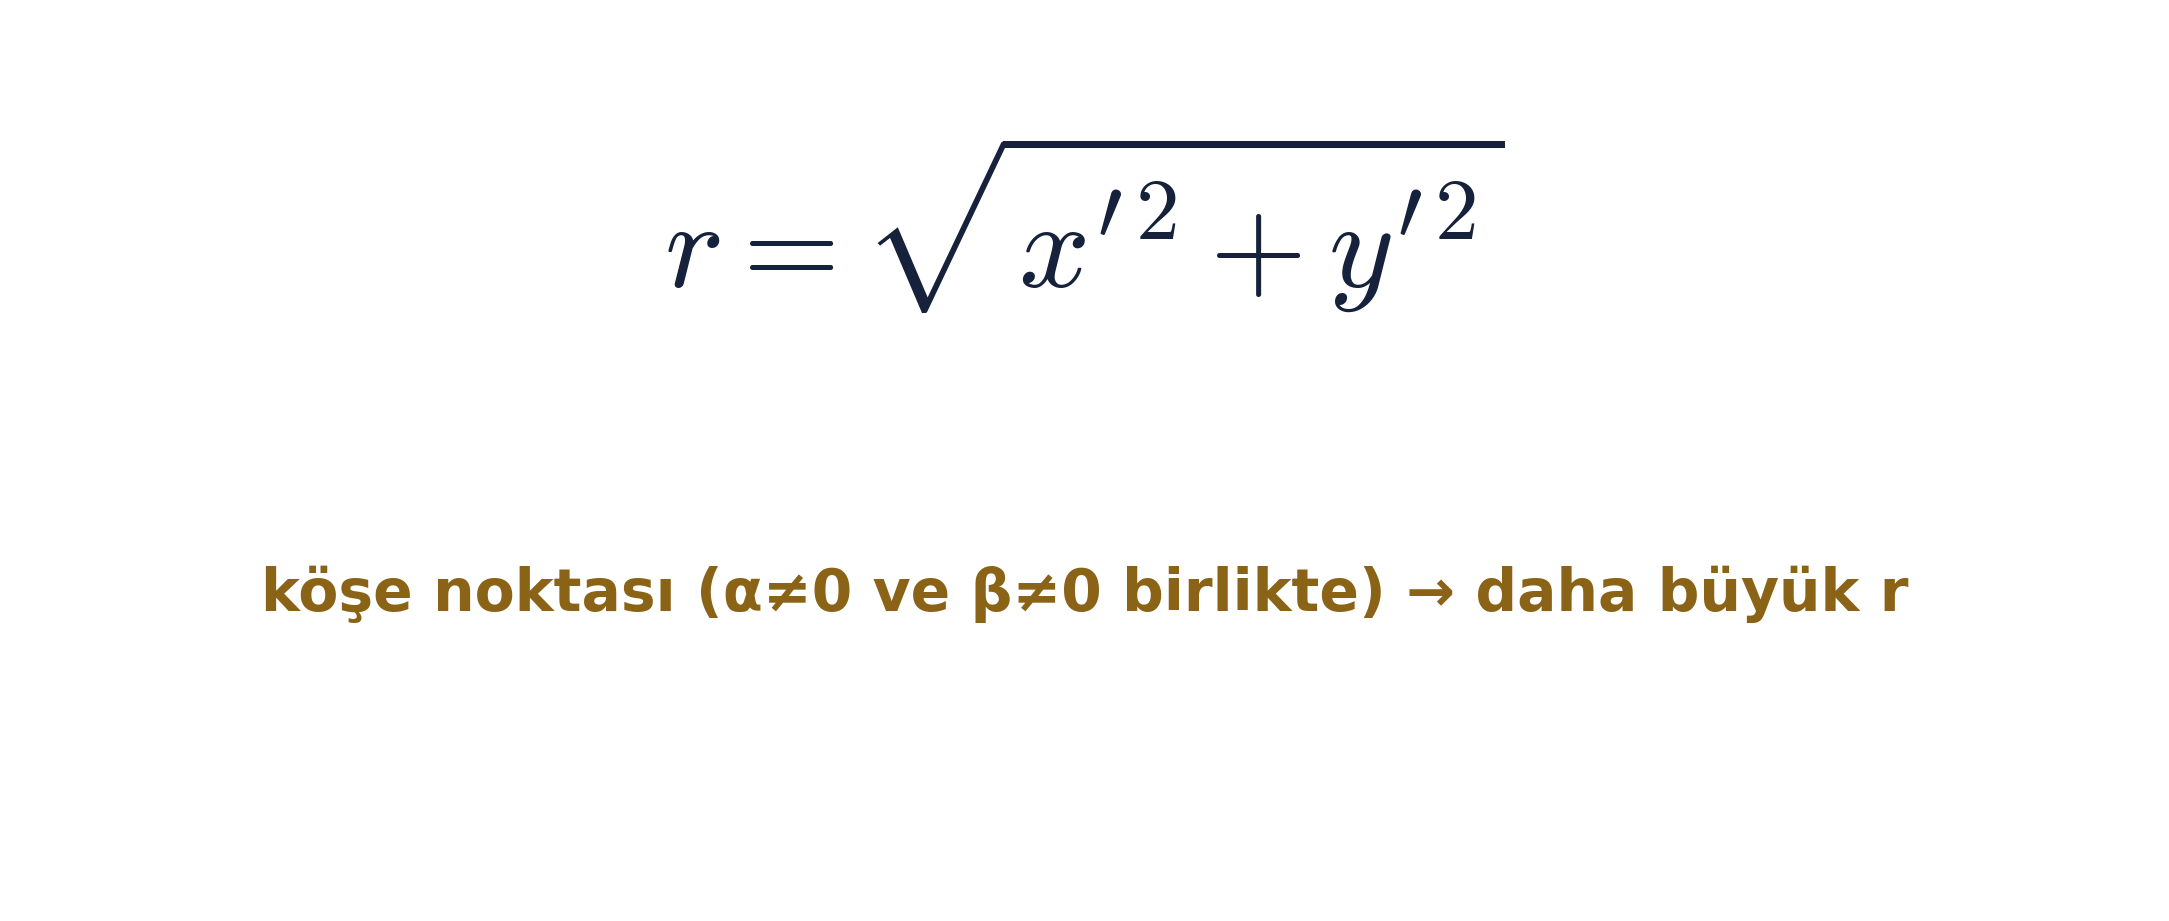 r = √(x′² + y′²)
köşe noktası (α≠0 ve β≠0 birlikte) → daha büyük r